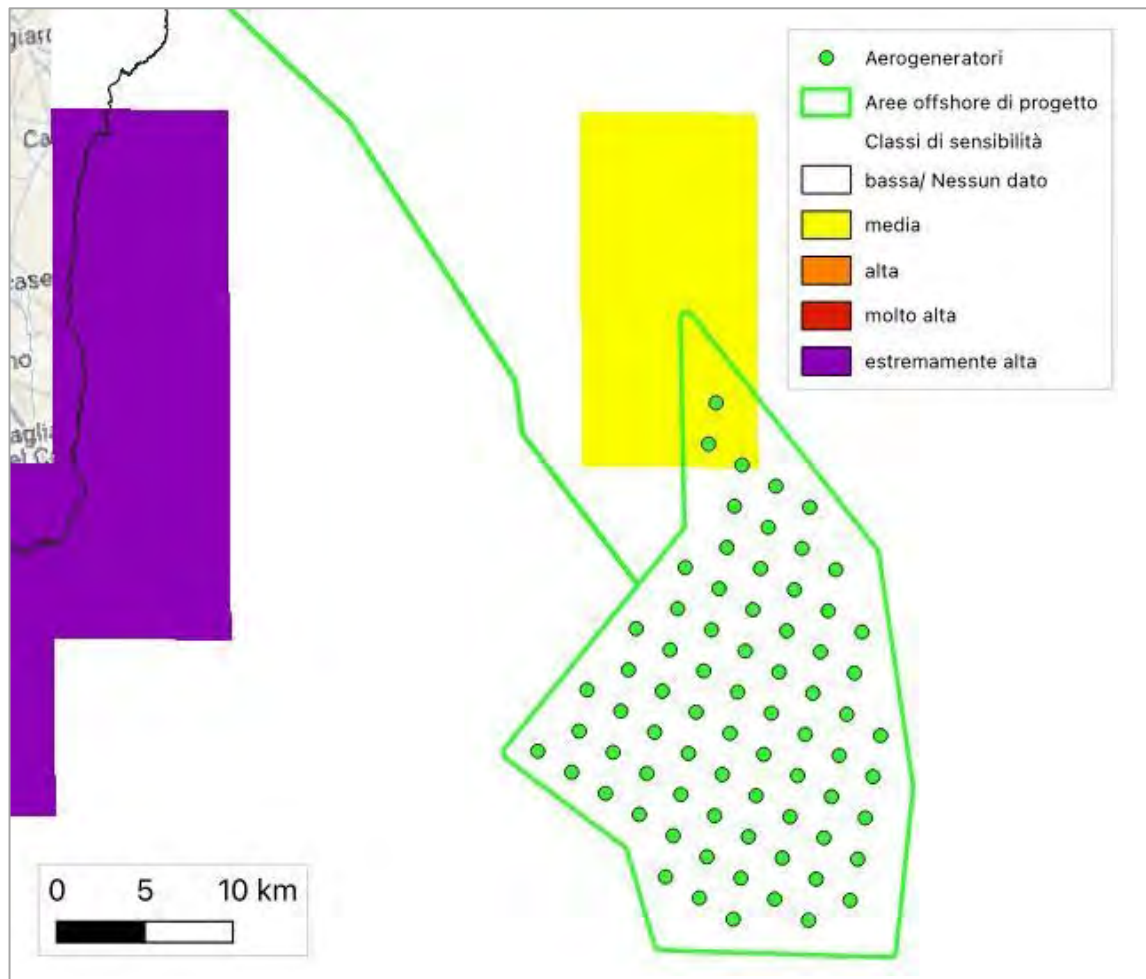 Aerogeneratori
Aree offshore di progetto
Classi di sensibilità
bassa/ Nessun dato
media
alta
molto alta
estremamente alta
0 5 10 km